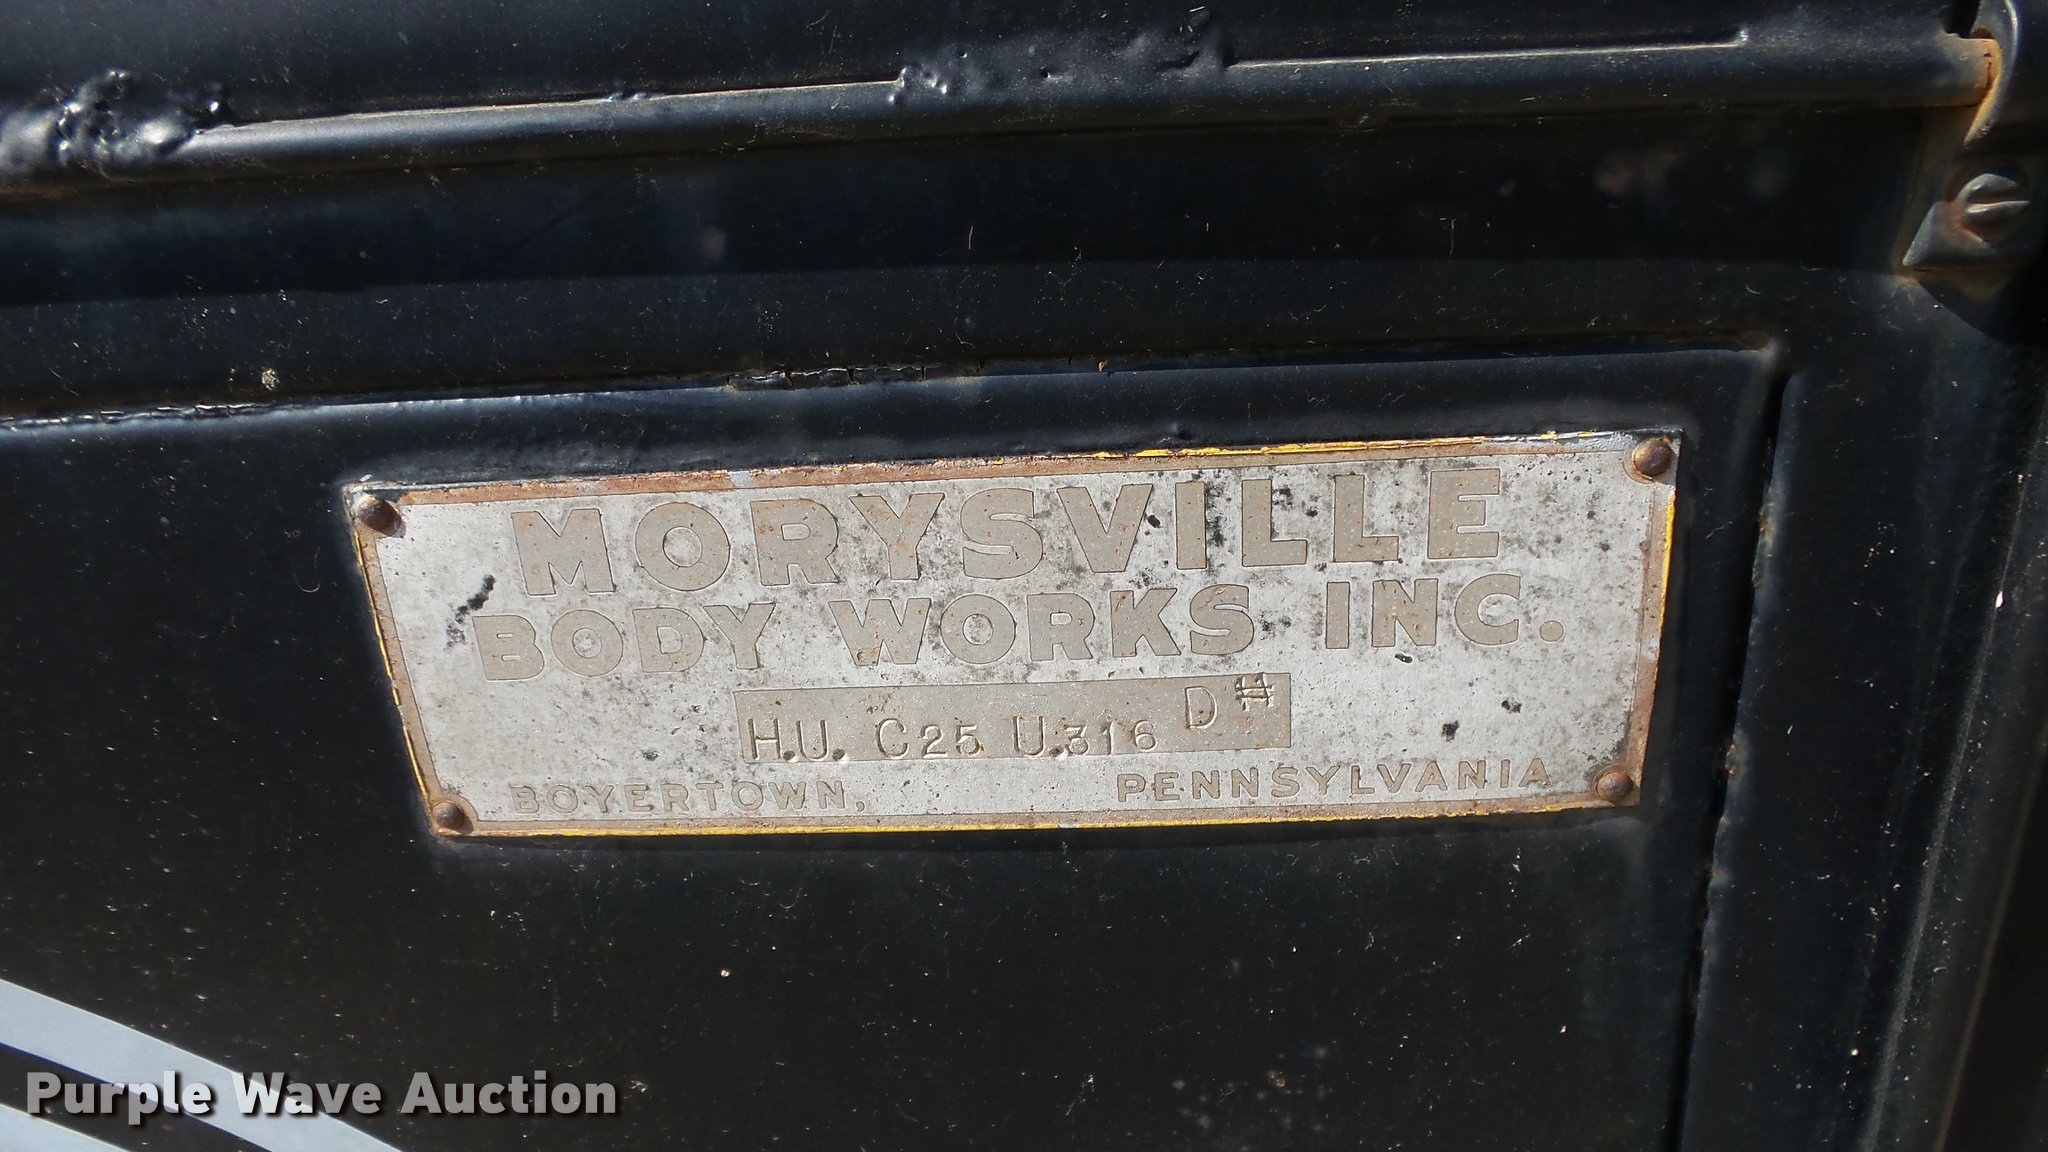 MORYSVILLE
BODY WORKS INC.
H.U. C25 U.316 D#
BOYERTOWN, PENNSYLVANIA
Purple Wave Auction